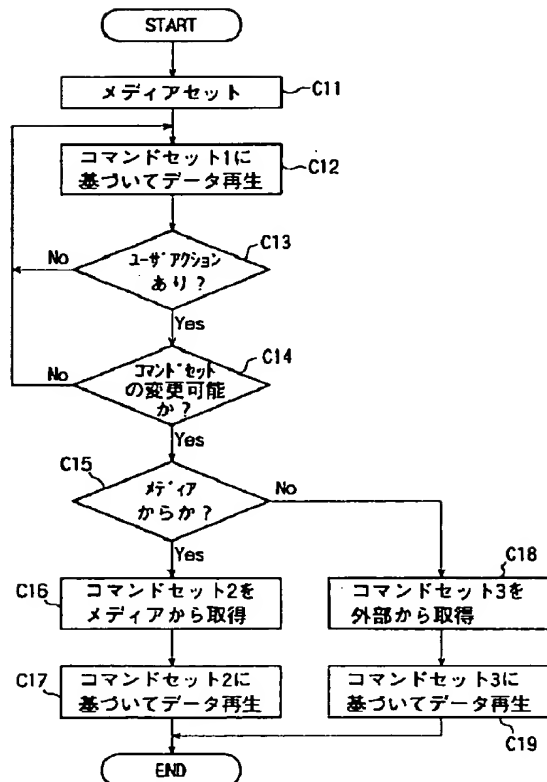 START
メディアセット
C11
コマンドセット1に
基づいてデータ再生
C12
C13
ユーザアクション
あり?
No
Yes
C14
コマンドセット
の変更可能
か?
No
Yes
C15
メディア
からか?
No
Yes
C16
コマンドセット2を
メディアから取得
C18
コマンドセット3を
外部から取得
C17
コマンドセット2に
基づいてデータ再生
コマンドセット3に
基づいてデータ再生
C19
END